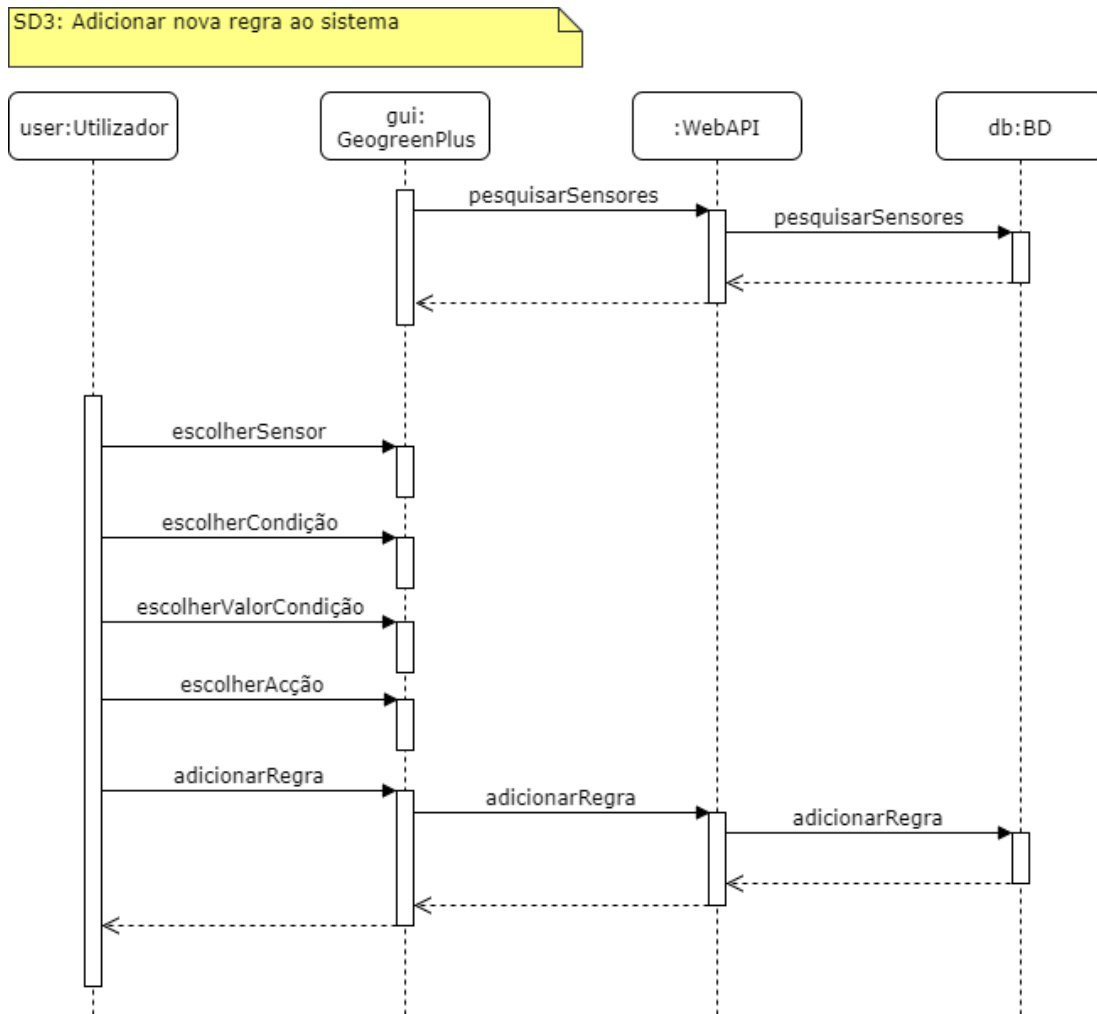 SD3: Adicionar nova regra ao sistema
user:Utilizador
gui:
GeogreenPlus
:WebAPI
db:BD
pesquisarSensores
pesquisarSensores
escolherSensor
escolherCondição
escolherValorCondição
escolherAcção
adicionarRegra
adicionarRegra
adicionarRegra